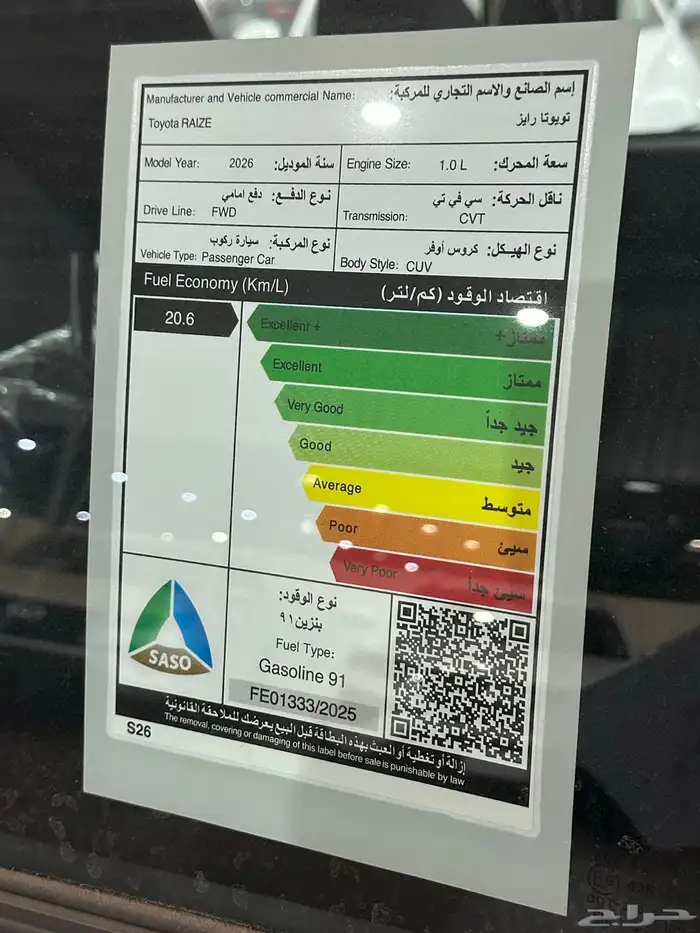 Manufacturer and Vehicle commercial Name: إسم الصانع والاسم التجاري للمركبة:
Toyota RAIZE تويوتا رايز
Model Year: 2026 سنة الموديل:
Engine Size: 1.0 L سعة المحرك:
نوع الدفـع: دفع امامي
Drive Line: FWD
ناقل الحركة: سي في تي
Transmission: CVT
نوع المركبة: سيارة ركوب
Vehicle Type: Passenger Car
نوع الهيكل: كروس أوفر
Body Style: CUV
Fuel Economy (Km/L) اقتصاد الوقود (كم/لتر)
20.6
Excellent + ممتاز+
Excellent ممتاز
Very Good جيد جداً
Good جيد
Average متوسط
Poor سيئ
Very Poor سيئ جداً
SASO
نوع الوقود:
بنزين٩١
Fuel Type:
Gasoline 91
FE01333/2025
إزالة أو تغطية أو العبث بهذه البطاقة قبل البيع يعرضك للملاحقة القانونية
The removal, covering or damaging of this label before sale is punishable by law
S26
حراج